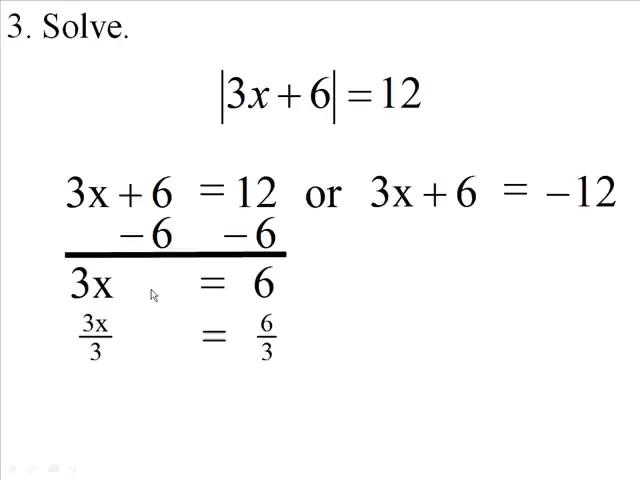 3. Solve.
|3x + 6| = 12
3x + 6 = 12 or 3x + 6 = −12
− 6 − 6
3x = 6
3x/3 = 6/3